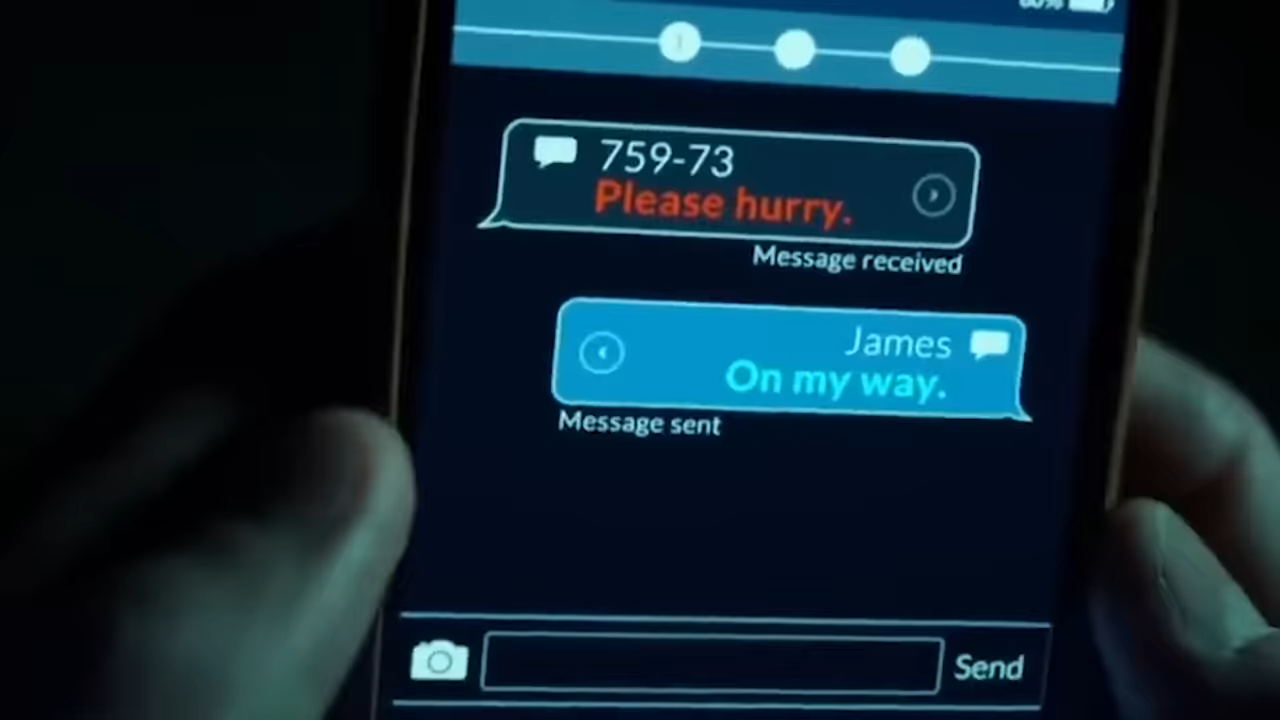 759-73
Please hurry.
Message received
James
On my way.
Message sent
Send